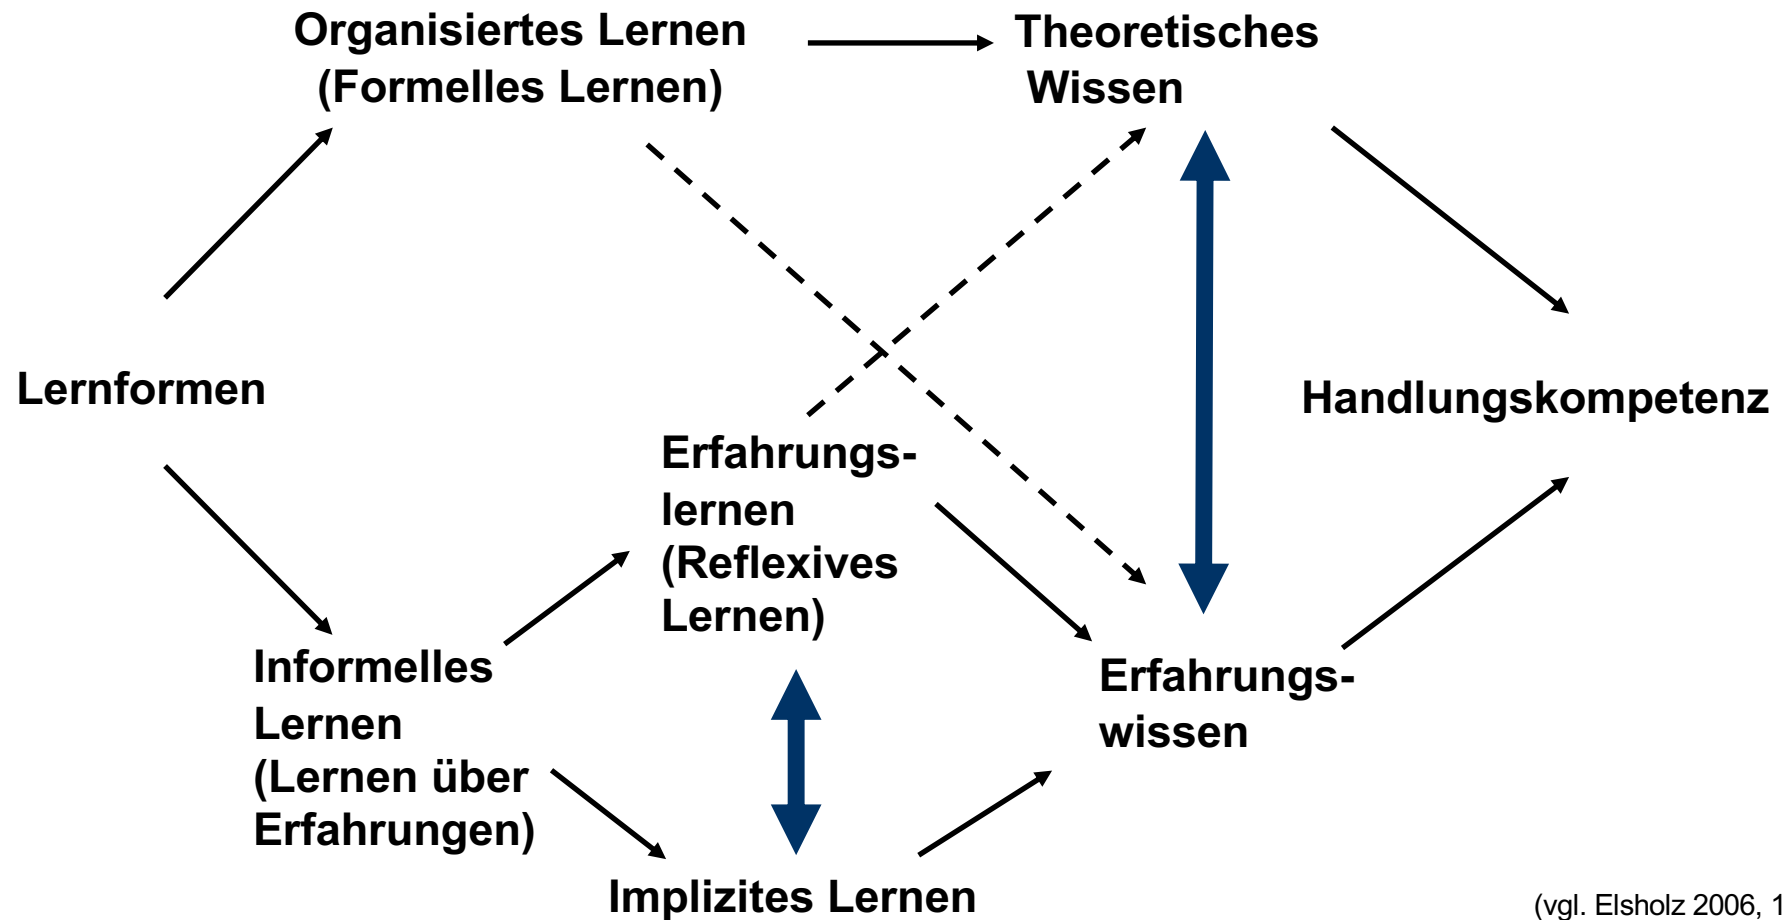 Organisiertes Lernen
(Formelles Lernen)
Theoretisches
Wissen
Lernformen
Handlungskompetenz
Erfahrungs-
lernen
(Reflexives
Lernen)
Informelles
Lernen
(Lernen über
Erfahrungen)
Erfahrungs-
wissen
Implizites Lernen
(vgl. Elsholz 2006, 1